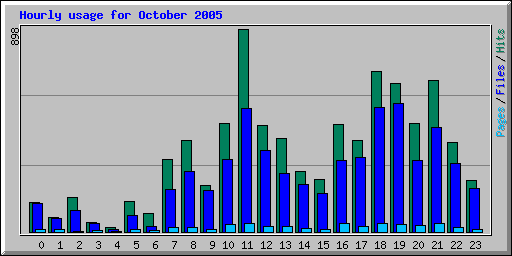 Hourly usage for October 2005
898
Pages / Files / Hits
0 1 2 3 4 5 6 7 8 9 10 11 12 13 14 15 16 17 18 19 20 21 22 23